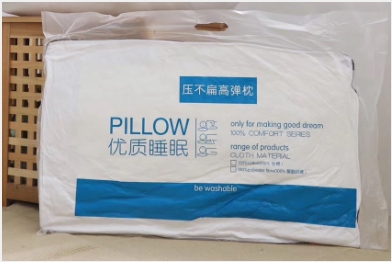 压不扁高弹枕
PILLOW
优质睡眠
only for making good dream
100% COMFORT SERIES
range of products
CLOTH MATERIAL
be washable